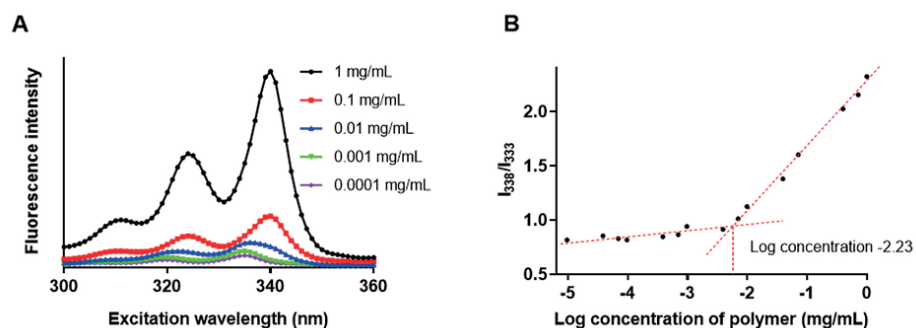 A
Fluorescence intensity
1 mg/mL
0.1 mg/mL
0.01 mg/mL
0.001 mg/mL
0.0001 mg/mL
300
320
340
360
Excitation wavelength (nm)
B
I338/I333
2.0
1.5
1.0
0.5
Log concentration -2.23
-5
-4
-3
-2
-1
0
Log concentration of polymer (mg/mL)